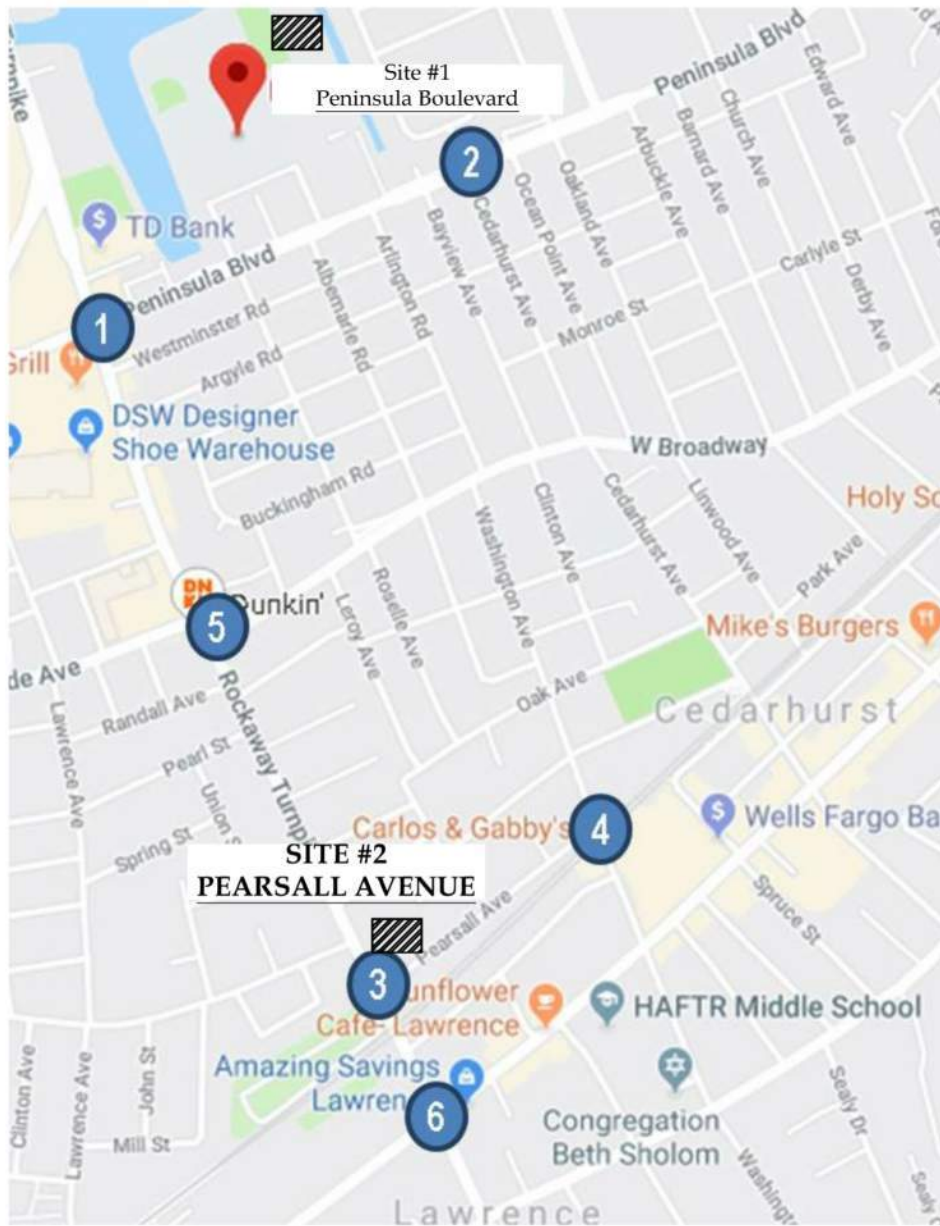 Site #1
Peninsula Boulevard
Peninsula Blvd
Edward Ave
Church Ave
Barnard Ave
Arbuckle Ave
Oakland Ave
Ocean Point Ave
Cedarhurst Ave
Bayview Ave
Arlington Rd
Albemarle Rd
2
TD Bank
Peninsula Blvd
Carlyle St
Derby Ave
Monroe St
1
Westminster Rd
Argyle Rd
Grill
DSW Designer
Shoe Warehouse
W Broadway
Buckingham Rd
Washington Ave
Clinton Ave
Cedarhurst Ave
Linwood Ave
Holy
Park Ave
Dunkin'
5
Leroy Ave
Roselle Ave
Mike's Burgers
de Ave
Lawrence Ave
Randall Ave
Rockaway
Oak Ave
Cedarhurst
Pearl St
Union
Spring St
Carlos & Gabby's
4
Wells Fargo
SITE #2
PEARSALL AVENUE
Pearsall Ave
Spruce St
3
unflower
Cafe- Lawrence
HAFTR Middle School
Amazing Savings
Lawren
6
Congregation
Beth Sholom
Clinton Ave
Lawrence Ave
John St
Mill St
Sealy Dr
Lawrence